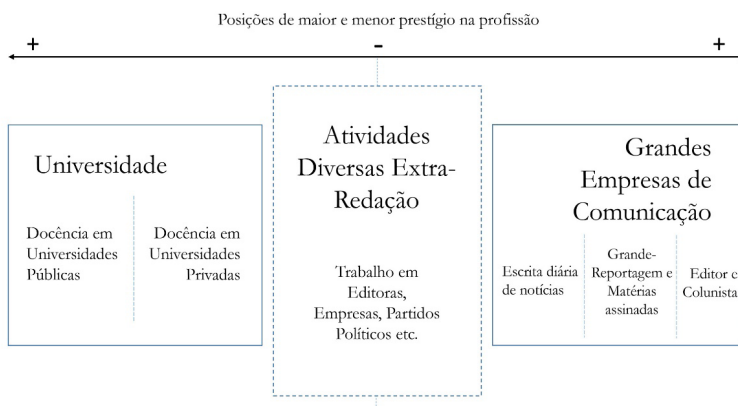 Posições de maior e menor prestígio na profissão
+
-
+
Universidade
Docência em
Universidades
Públicas
Docência em
Universidades
Privadas
Atividades
Diversas Extra-
Redação
Trabalho em
Editoras,
Empresas, Partidos
Políticos etc.
Grandes
Empresas de
Comunicação
Escrita diária
de notícias
Grande-
Reportagem e
Matérias
assinadas
Editor
Colunista